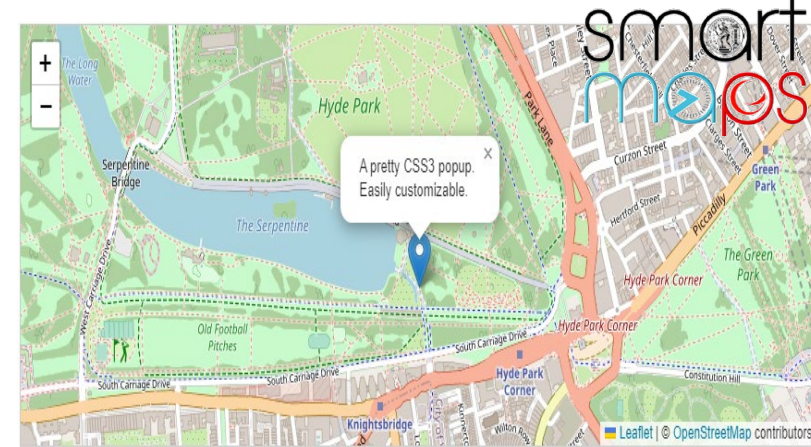 smart
maps
+
−
The Long
Water
Hyde Park
Park Lane
Serpentine
Bridge
A pretty CSS3 popup.
Easily customizable.
×
Curzon Street
Clarges Street
Green
Park
The Serpentine
Hertford Street
Piccadilly
West Carriage Drive
The Green
Park
Hyde Park Corner
Old Football
Pitches
Hyde Park Corner
South Carriage Drive
South Carriage Drive
South Carriage Drive
Hyde Park
Corner
Constitution Hill
Knightsbridge
Wilton Row
Leaflet | © OpenStreetMap contributors